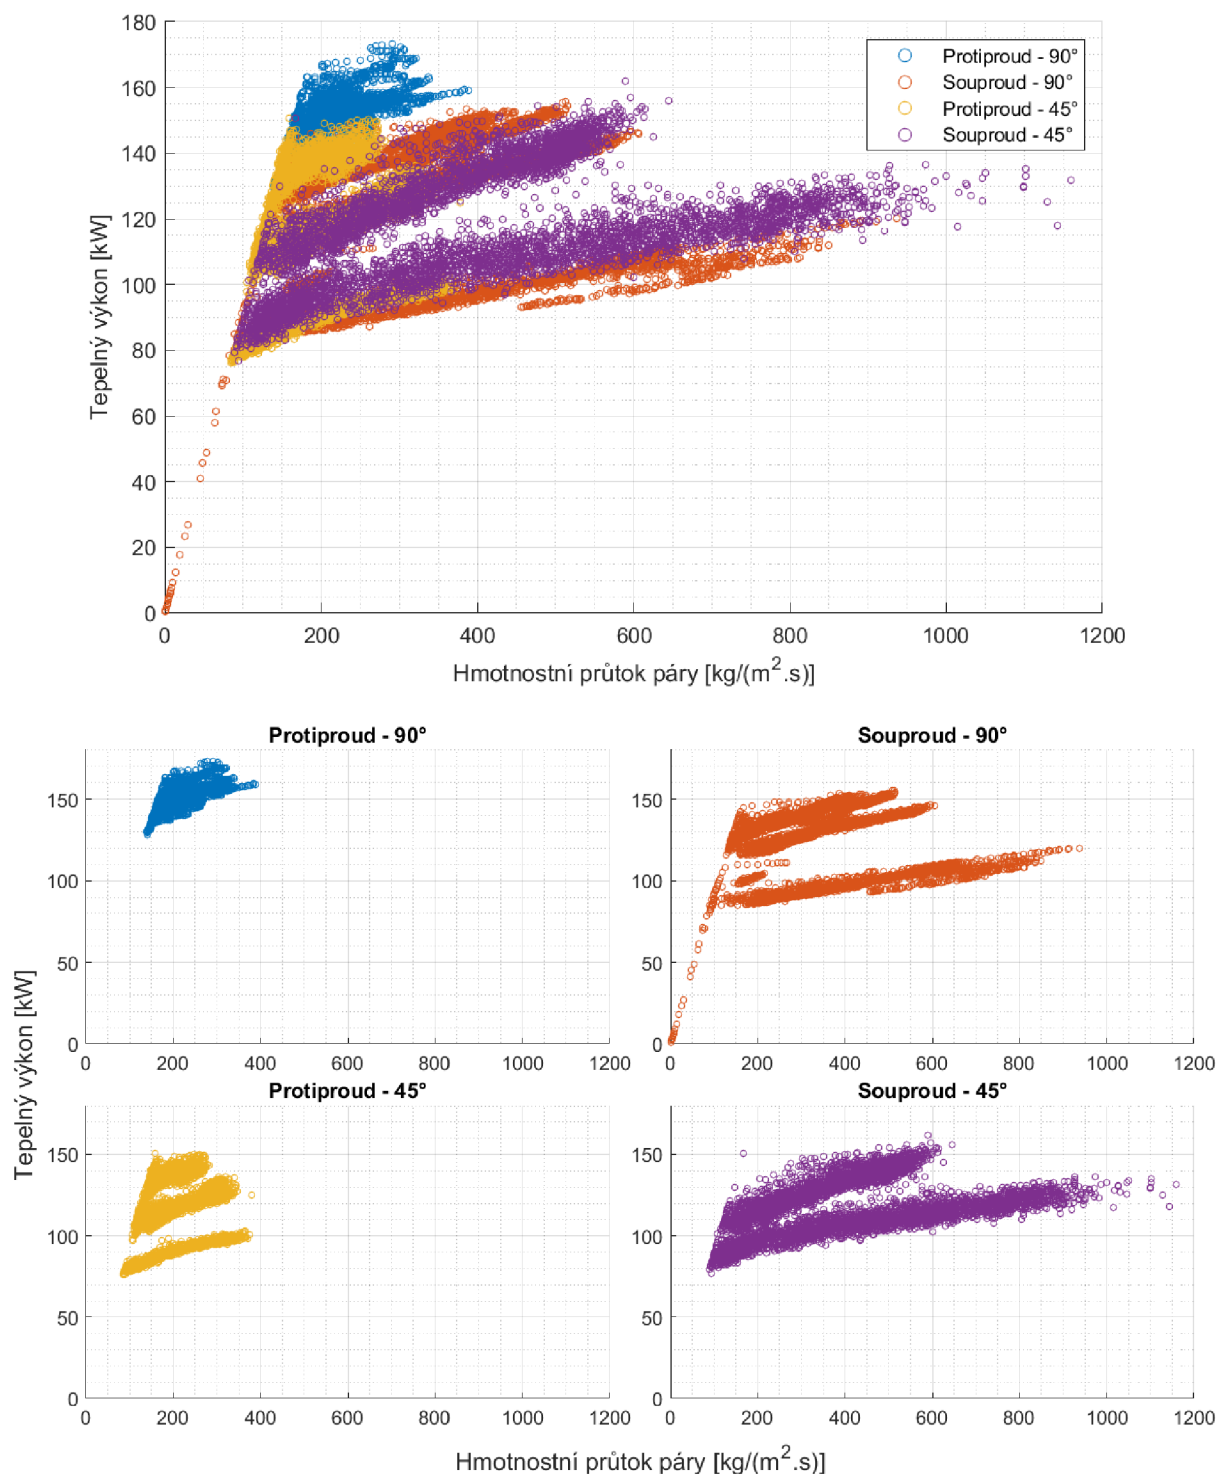 180
160
140
120
100
80
60
40
20
0
Tepelný výkon [kW]
Protiproud - 90°
Souproud - 90°
Protiproud - 45°
Souproud - 45°
0 200 400 600 800 1000 1200
Hmotnostní průtok páry [kg/(m².s)]
Protiproud - 90°
150
100
50
0
0 200 400 600 800 1000 1200
Souproud - 90°
150
100
50
0
0 200 400 600 800 1000 1200
Tepelný výkon [kW]
Protiproud - 45°
150
100
50
0
0 200 400 600 800 1000 1200
Souproud - 45°
150
100
50
0
0 200 400 600 800 1000 1200
Hmotnostní průtok páry [kg/(m².s)]